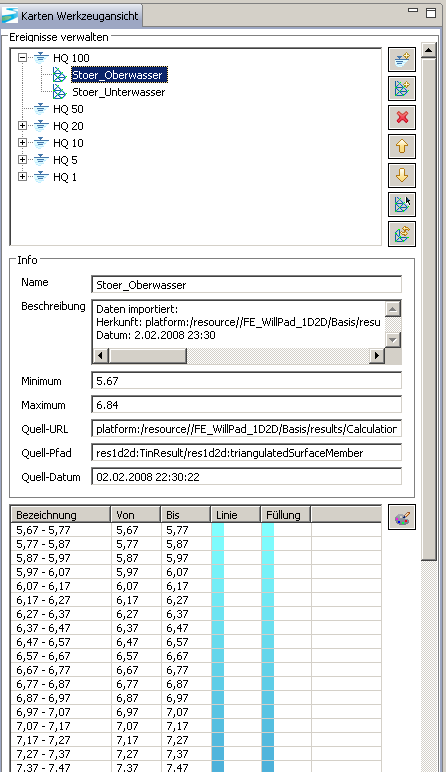 Karten Werkzeugansicht
Ereignisse verwalten
HQ 100
Stoer_Oberwasser
Stoer_Unterwasser
HQ 50
HQ 20
HQ 10
HQ 5
HQ 1
Info
Name Stoer_Oberwasser
Beschreibung Daten importiert:
Herkunft: platform:/resource//FE_WillPad_1D2D/Basis/resu
Datum: 2.02.2008 23:30
Minimum 5.67
Maximum 6.84
Quell-URL platform:/resource//FE_WillPad_1D2D/Basis/results/Calculation
Quell-Pfad res1d2d:TinResult/res1d2d:triangulatedSurfaceMember
Quell-Datum 02.02.2008 22:30:22
Bezeichnung Von Bis Linie Füllung
5,67 - 5,77 5,67 5,77
5,77 - 5,87 5,77 5,87
5,87 - 5,97 5,87 5,97
5,97 - 6,07 5,97 6,07
6,07 - 6,17 6,07 6,17
6,17 - 6,27 6,17 6,27
6,27 - 6,37 6,27 6,37
6,37 - 6,47 6,37 6,47
6,47 - 6,57 6,47 6,57
6,57 - 6,67 6,57 6,67
6,67 - 6,77 6,67 6,77
6,77 - 6,87 6,77 6,87
6,87 - 6,97 6,87 6,97
6,97 - 7,07 6,97 7,07
7,07 - 7,17 7,07 7,17
7,17 - 7,27 7,17 7,27
7,27 - 7,37 7,27 7,37
7,37 - 7,47 7,37 7,47